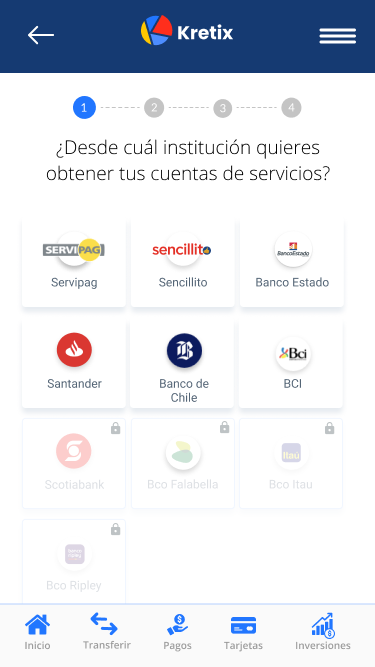 Kretix
1 2 3 4
¿Desde cuál institución quieres
obtener tus cuentas de servicios?
SERVIPAG sencillito BancoEstado
Servipag Sencillito Banco Estado
Bci
Santander Banco de
Chile BCI
Itaú
Scotiabank Bco Falabella Bco Itau
Bco Ripley
Inicio Transferir Pagos Tarjetas Inversiones